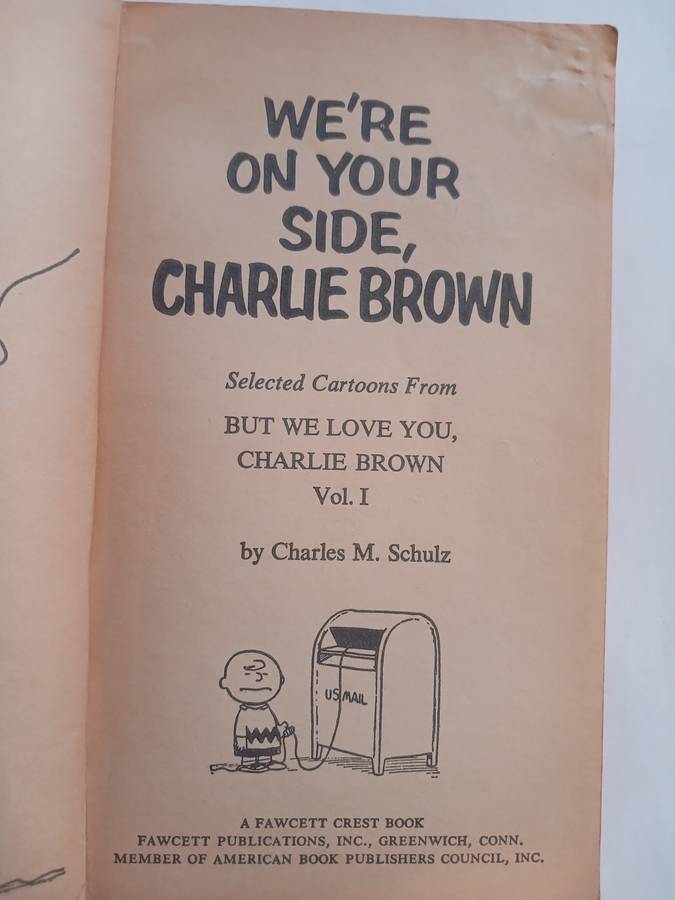 WE'RE
ON YOUR
SIDE,
CHARLIE BROWN
Selected Cartoons From
BUT WE LOVE YOU,
CHARLIE BROWN
Vol. I
by Charles M. Schulz
US MAIL
A FAWCETT CREST BOOK
FAWCETT PUBLICATIONS, INC., GREENWICH, CONN.
MEMBER OF AMERICAN BOOK PUBLISHERS COUNCIL, INC.